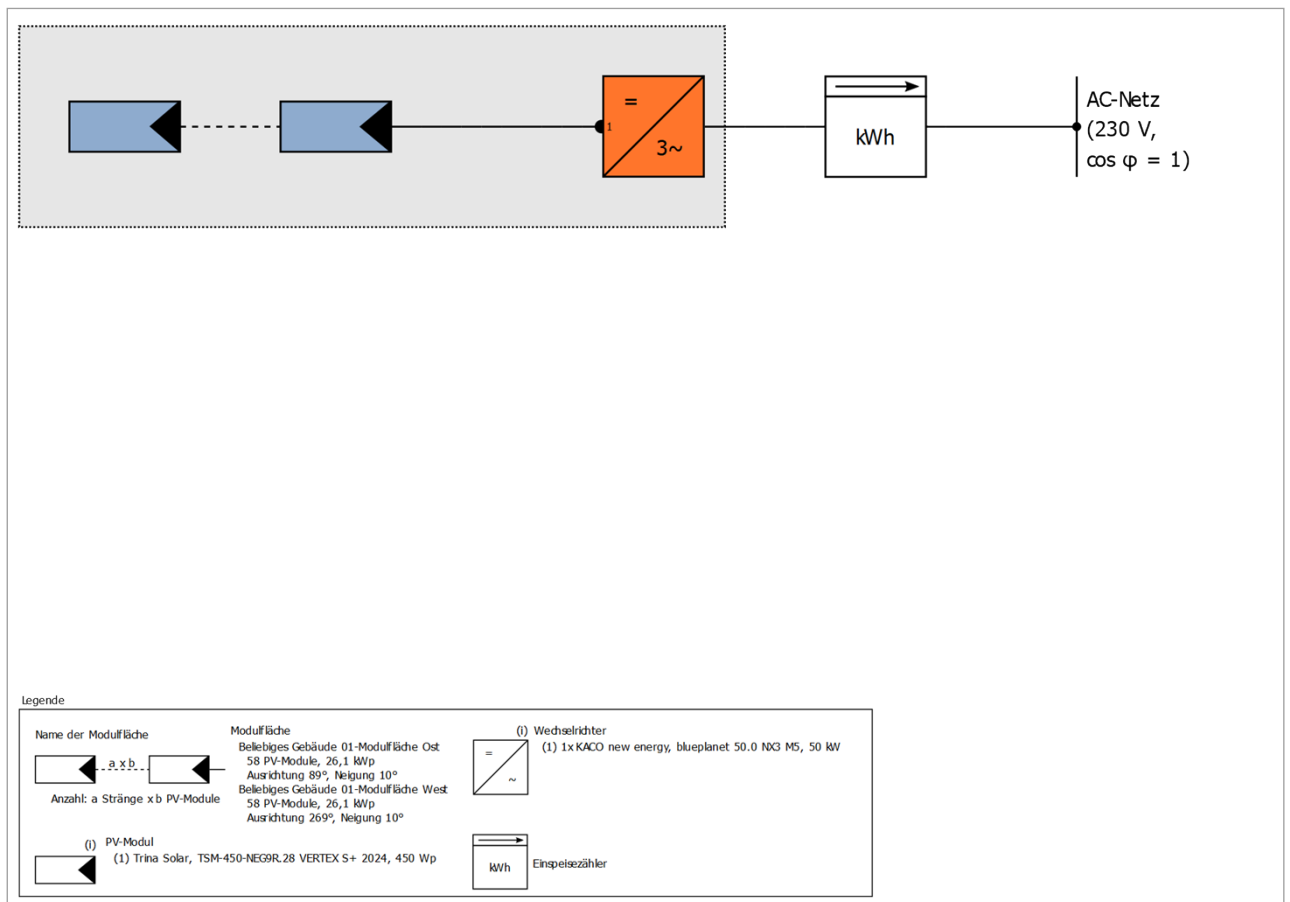 =
1
3~
kWh
AC-Netz
(230 V,
cos φ = 1)
Legende
Name der Modulfläche
a x b
Anzahl: a Stränge x b PV-Module
Modulfläche
Beliebiges Gebäude 01-Modulfläche Ost
58 PV-Module, 26,1 kWp
Ausrichtung 89°, Neigung 10°
Beliebiges Gebäude 01-Modulfläche West
58 PV-Module, 26,1 kWp
Ausrichtung 269°, Neigung 10°
(i) Wechselrichter
=
~
(1) 1x KACO new energy, blueplanet 50.0 NX3 M5, 50 kW
(i) PV-Modul
(1) Trina Solar, TSM-450-NEG9R.28 VERTEX S+ 2024, 450 Wp
kWh
Einspeisezähler